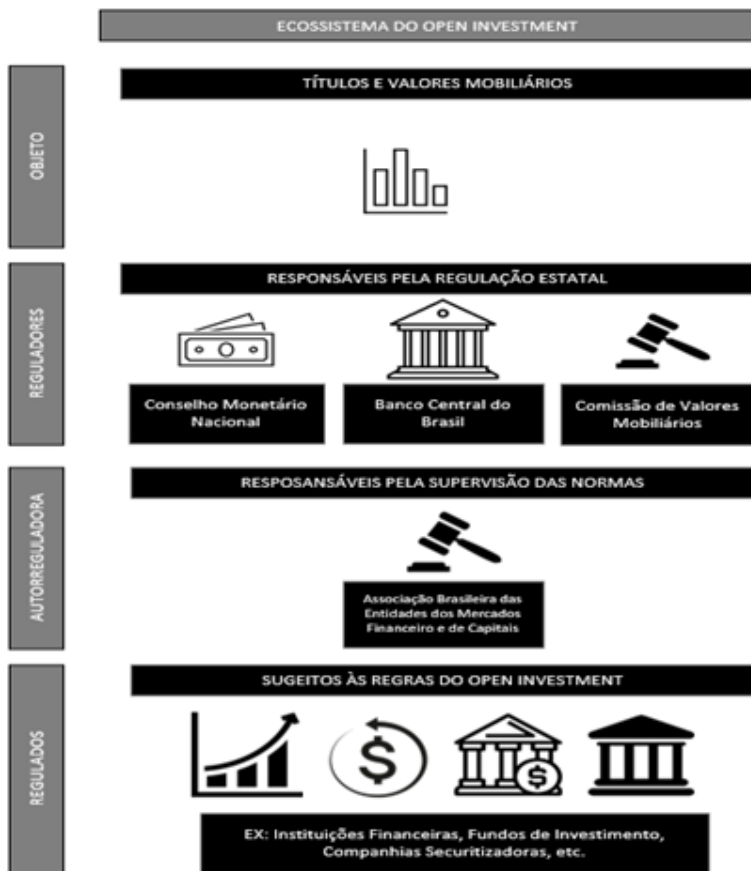 ECOSSISTEMA DO OPEN INVESTMENT
OBJETO
TÍTULOS E VALORES MOBILIÁRIOS
REGULADORES
RESPONSÁVEIS PELA REGULAÇÃO ESTATAL
Conselho Monetário
Nacional
Banco Central do
Brasil
Comissão de Valores
Mobiliários
AUTORREGULADORA
RESPOSANSÁVEIS PELA SUPERVISÃO DAS NORMAS
Associação Brasileira das
Entidades dos Mercados
Financeiro e de Capitais
REGULADOS
SUGEITOS ÀS REGRAS DO OPEN INVESTMENT
$
$
EX: Instituições Financeiras, Fundos de Investimento,
Companhias Securitizadoras, etc.